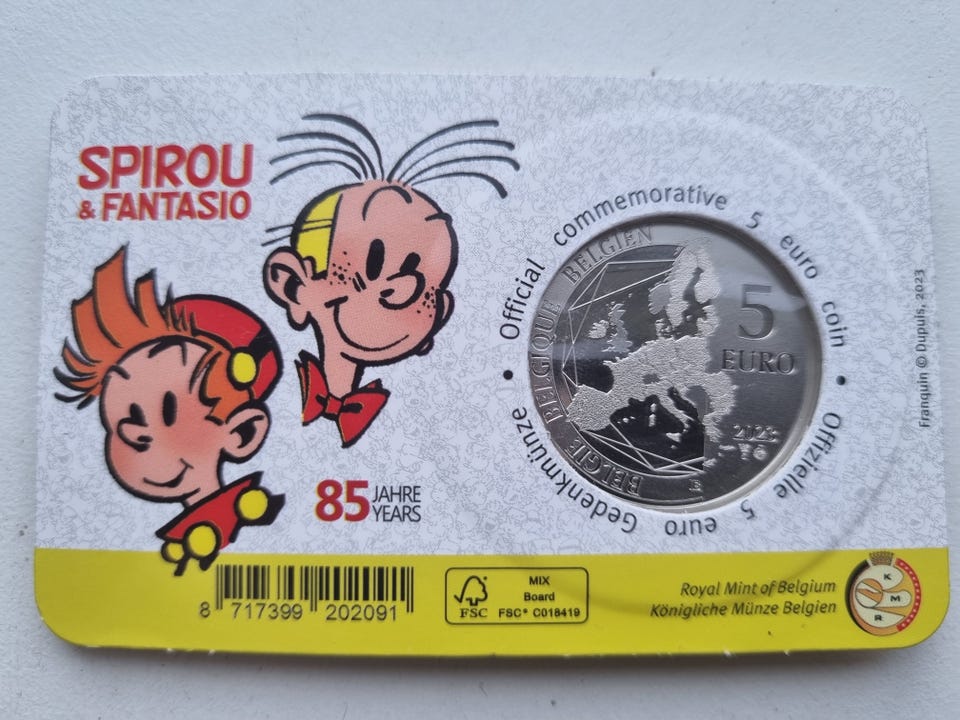 SPIROU
& FANTASIO
85 JAHRE
YEARS
Official commemorative 5 euro coin
Offizielle 5 euro Gedenkmünze
BELGIE BELGIQUE BELGIEN
5
EURO
2023
Franquin © Dupuis, 2023
8 717399 202091
FSC
MIX
Board
FSC® C018419
Royal Mint of Belgium
Königliche Münze Belgien
K
M
R